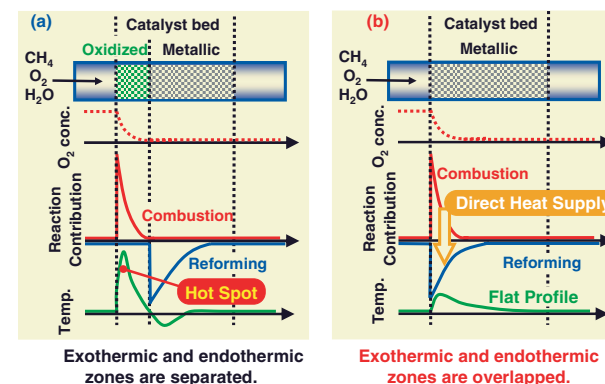 (a)
Catalyst bed
Oxidized Metallic
CH4
O2
H2O
O2 conc.
Reaction
Contribution
Combustion
Reforming
Hot Spot
Temp.
Exothermic and endothermic
zones are separated.
(b)
Catalyst bed
Metallic
CH4
O2
H2O
O2 conc.
Reaction
Contribution
Combustion
Direct Heat Supply
Reforming
Flat Profile
Temp.
Exothermic and endothermic
zones are overlapped.